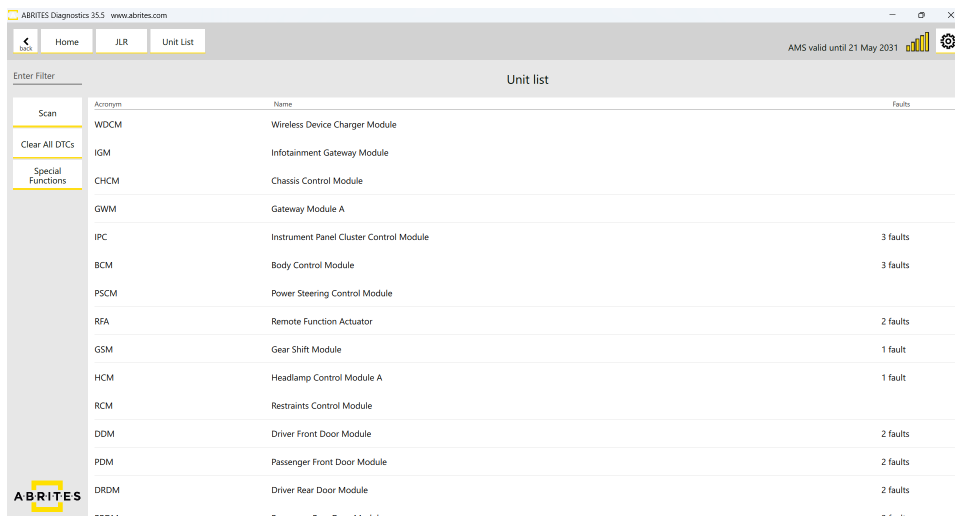 ABRITES Diagnostics 35.5 www.abrites.com
back
Home
JLR
Unit List
AMS valid until 21 May 2031
Enter Filter
Unit list
Scan
Clear All DTCs
Special
Functions
Acronym Name Faults
WDCM Wireless Device Charger Module
IGM Infotainment Gateway Module
CHCM Chassis Control Module
GWM Gateway Module A
IPC Instrument Panel Cluster Control Module 3 faults
BCM Body Control Module 3 faults
PSCM Power Steering Control Module
RFA Remote Function Actuator 2 faults
GSM Gear Shift Module 1 fault
HCM Headlamp Control Module A 1 fault
RCM Restraints Control Module
DDM Driver Front Door Module 2 faults
PDM Passenger Front Door Module 2 faults
DRDM Driver Rear Door Module 2 faults
ABRITES